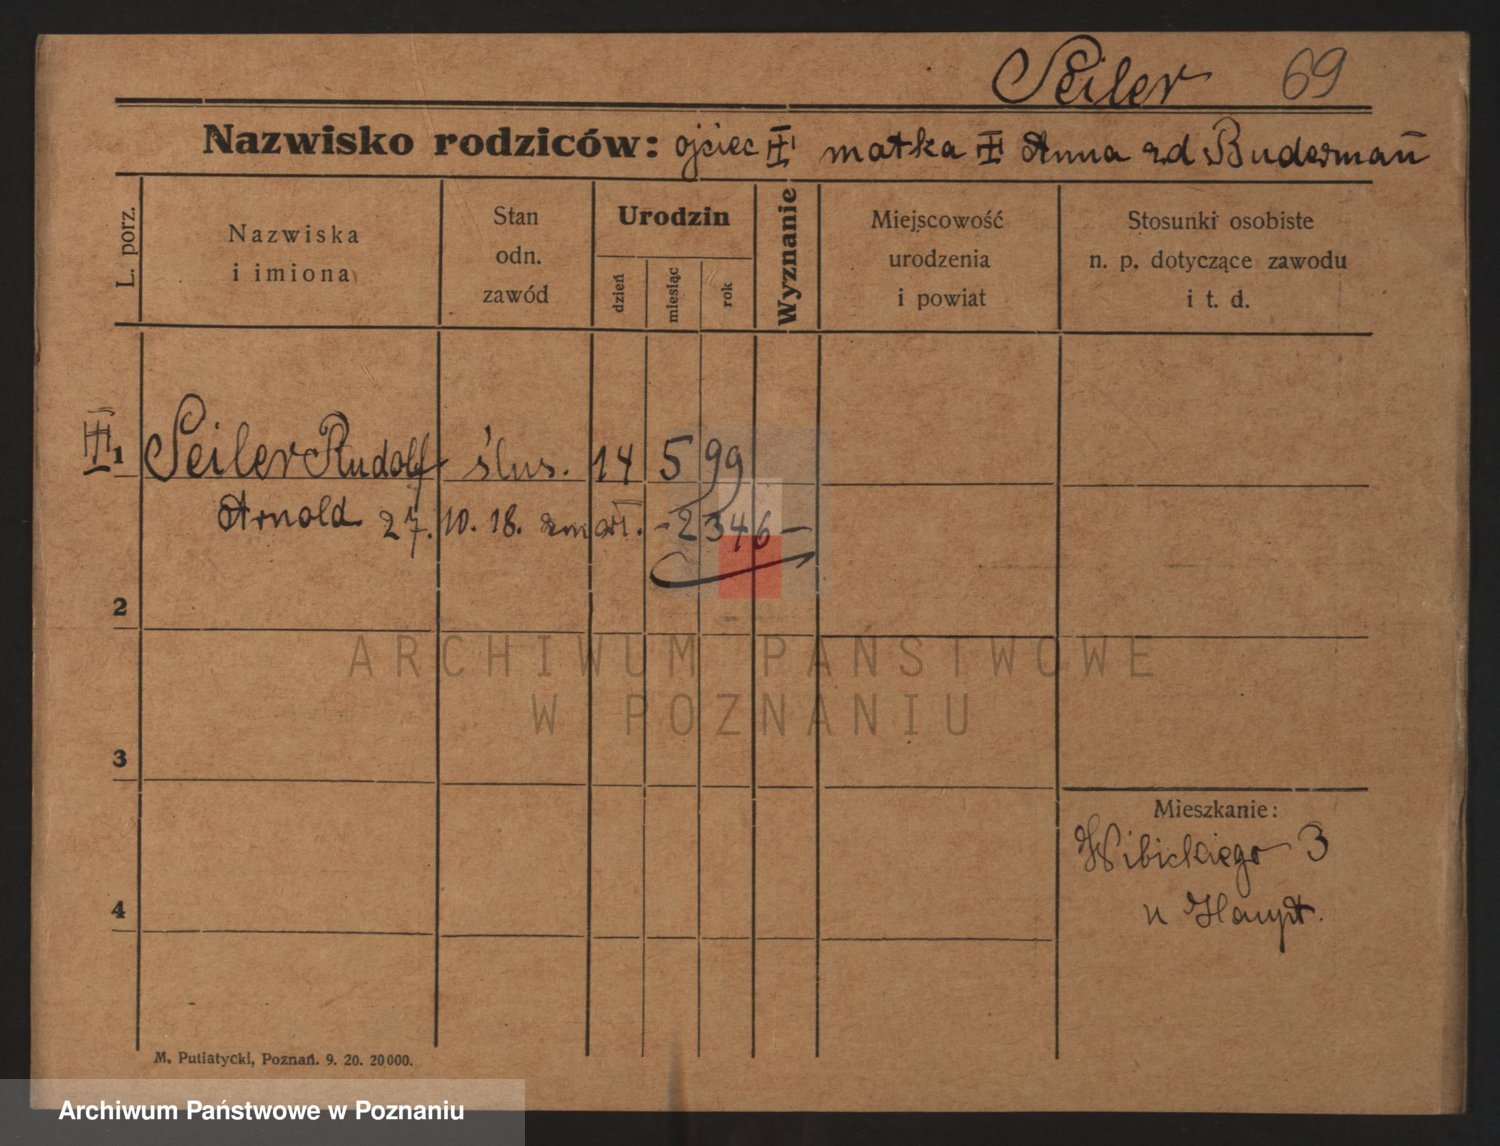 Seiler 69
Nazwisko rodziców: ojciec matka Anna zd Budermañ
L. porz.
Nazwiska
i imiona
Stan
odn.
zawód
Urodzin
dzień
miesiąc
rok
Wyznanie
Miejscowość
urodzenia
i powiat
Stosunki osobiste
n. p. dotyczące zawodu
i t. d.
1 Seiler Rudolf ślus. 14 5 99
Arnold 27. 10. 18. zmarł. -2346-
2
ARCHIWUM PAŃSTWOWE
W POZNANIU
3
Mieszkanie:
Wibickiego 3
4
u Haupt.
M. Putiatycki, Poznań. 9. 20. 20000.
Archiwum Państwowe w Poznaniu